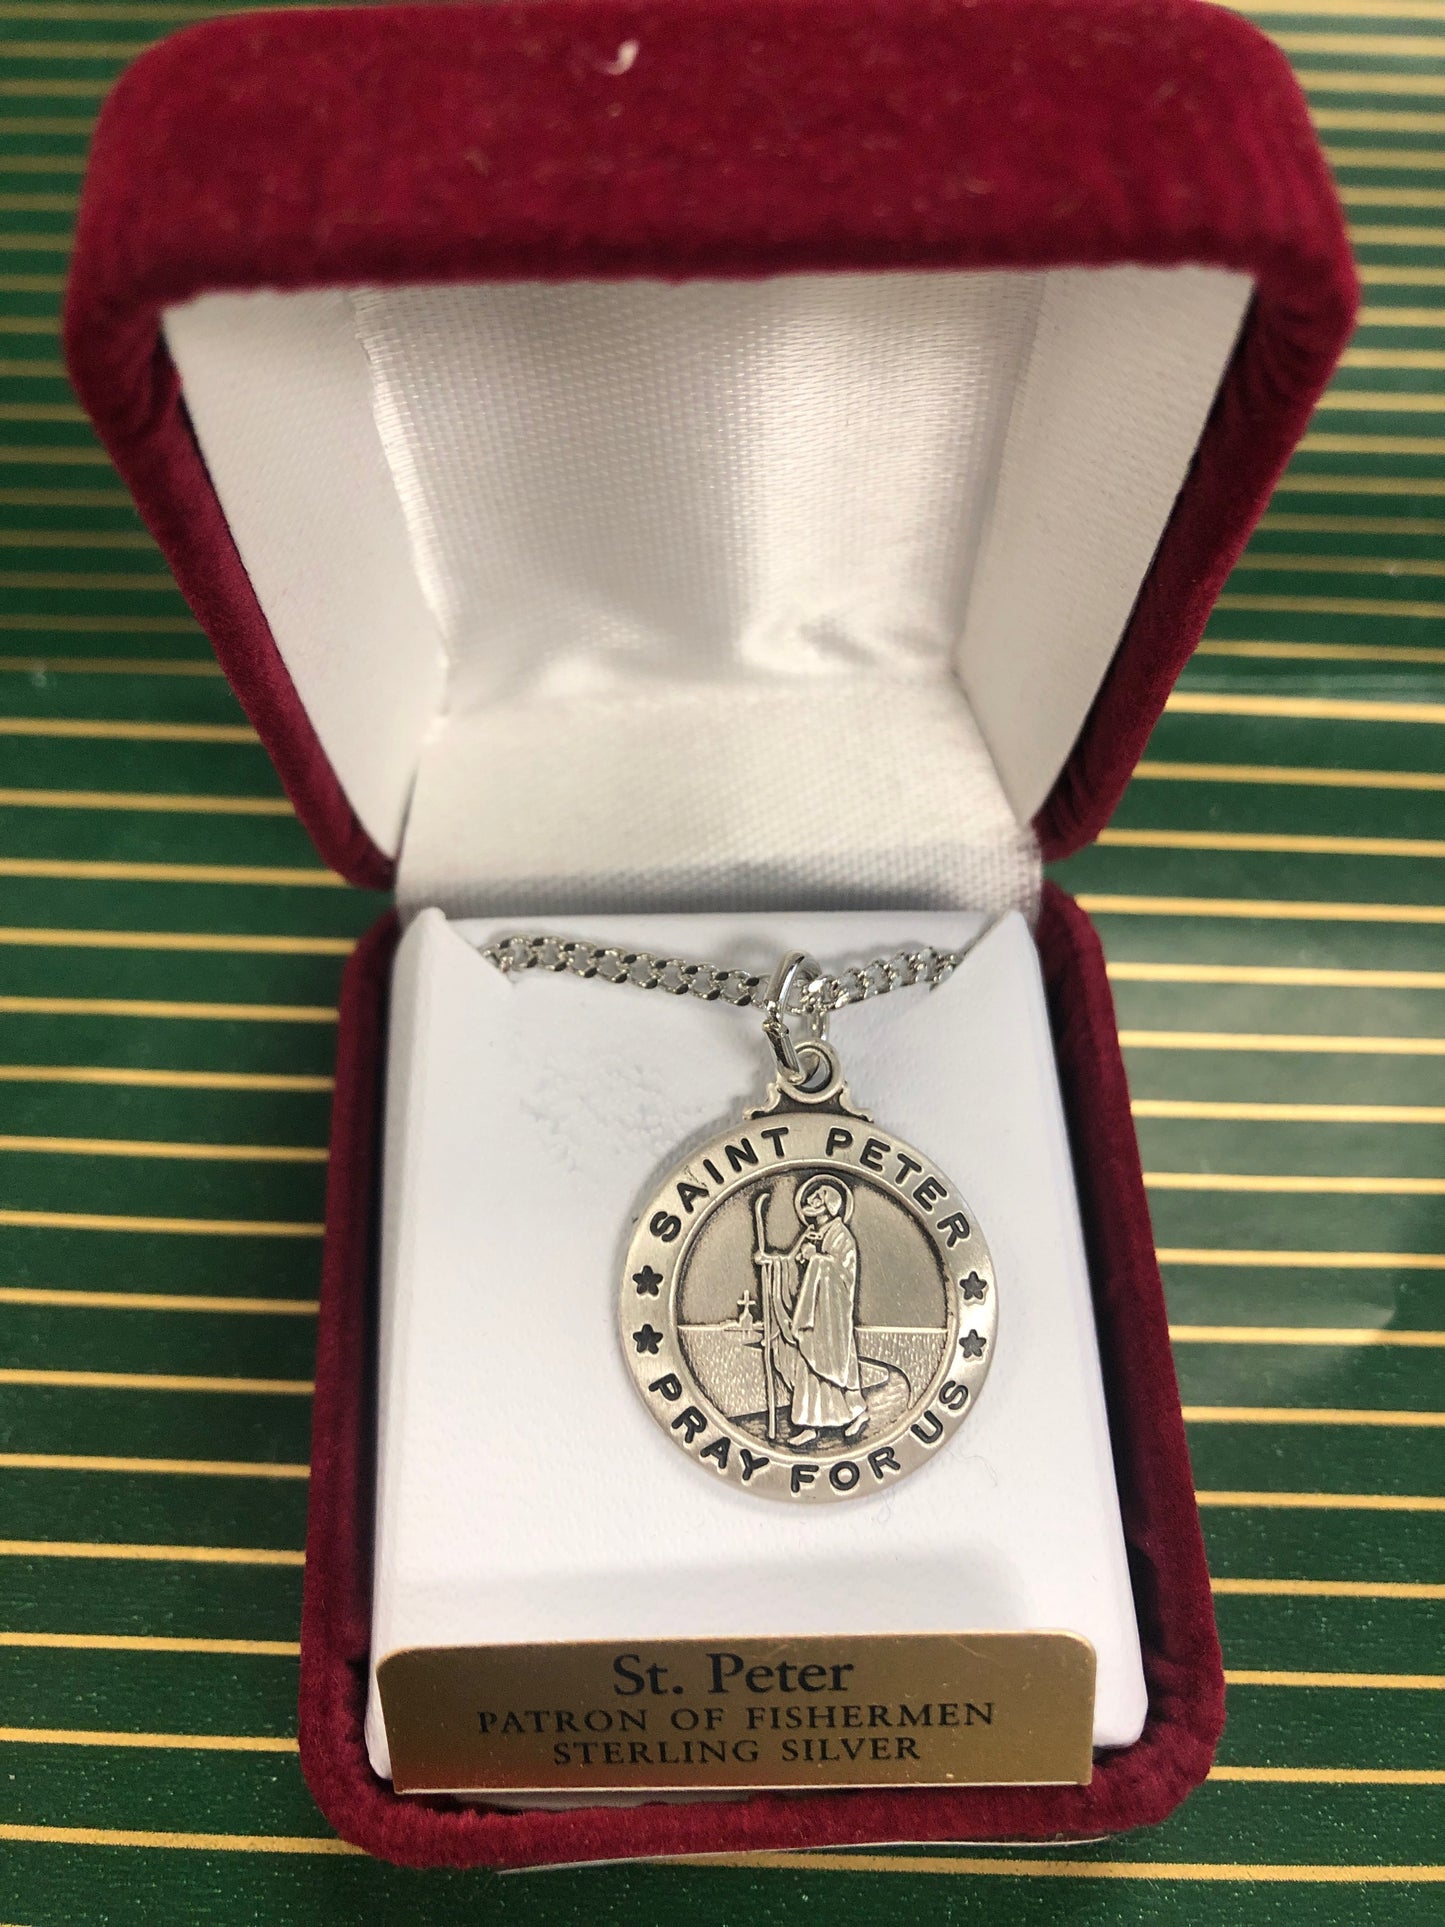 SAINT PETER
PRAY FOR US
St. Peter
PATRON OF FISHERMEN
STERLING SILVER